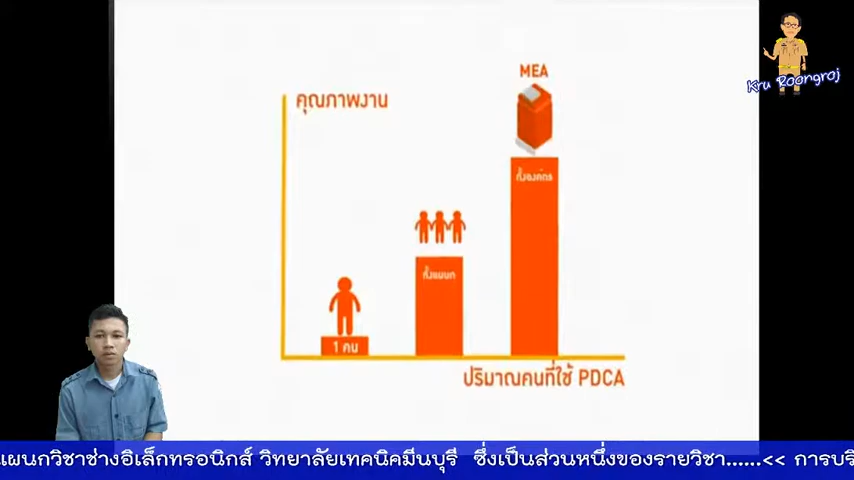 Kru Roongroj
MEA
คุณภาพงาน
ทั้งองค์กร
ทั้งแผนก
1 คน
ปริมาณคนที่ใช้ PDCA
แผนกวิชาช่างอิเล็กทรอนิกส์ วิทยาลัยเทคนิคมีนบุรี ซึ่งเป็นส่วนหนึ่งของรายวิชา......<< การบริ